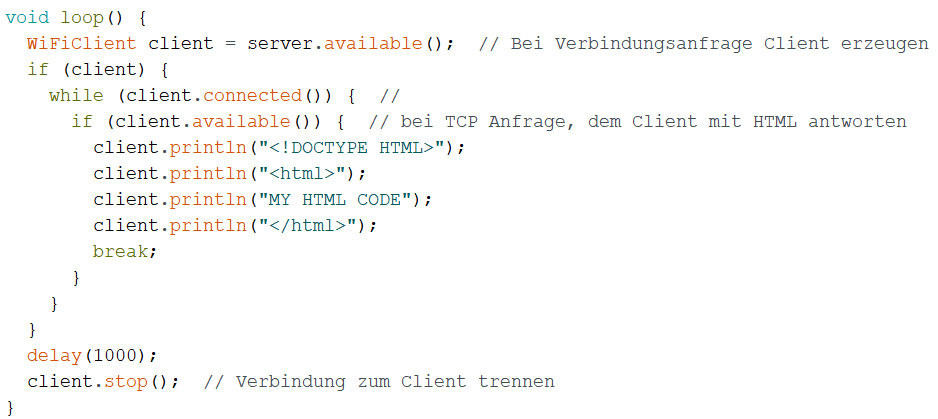 void loop() {
  WiFiClient client = server.available();  // Bei Verbindungsanfrage Client erzeugen
  if (client) {
    while (client.connected()) {  //
      if (client.available()) {  // bei TCP Anfrage, dem Client mit HTML antworten
        client.println("<!DOCTYPE HTML>");
        client.println("<html>");
        client.println("MY HTML CODE");
        client.println("</html>");
        break;
      }
    }
  }
  delay(1000);
  client.stop();  // Verbindung zum Client trennen
}